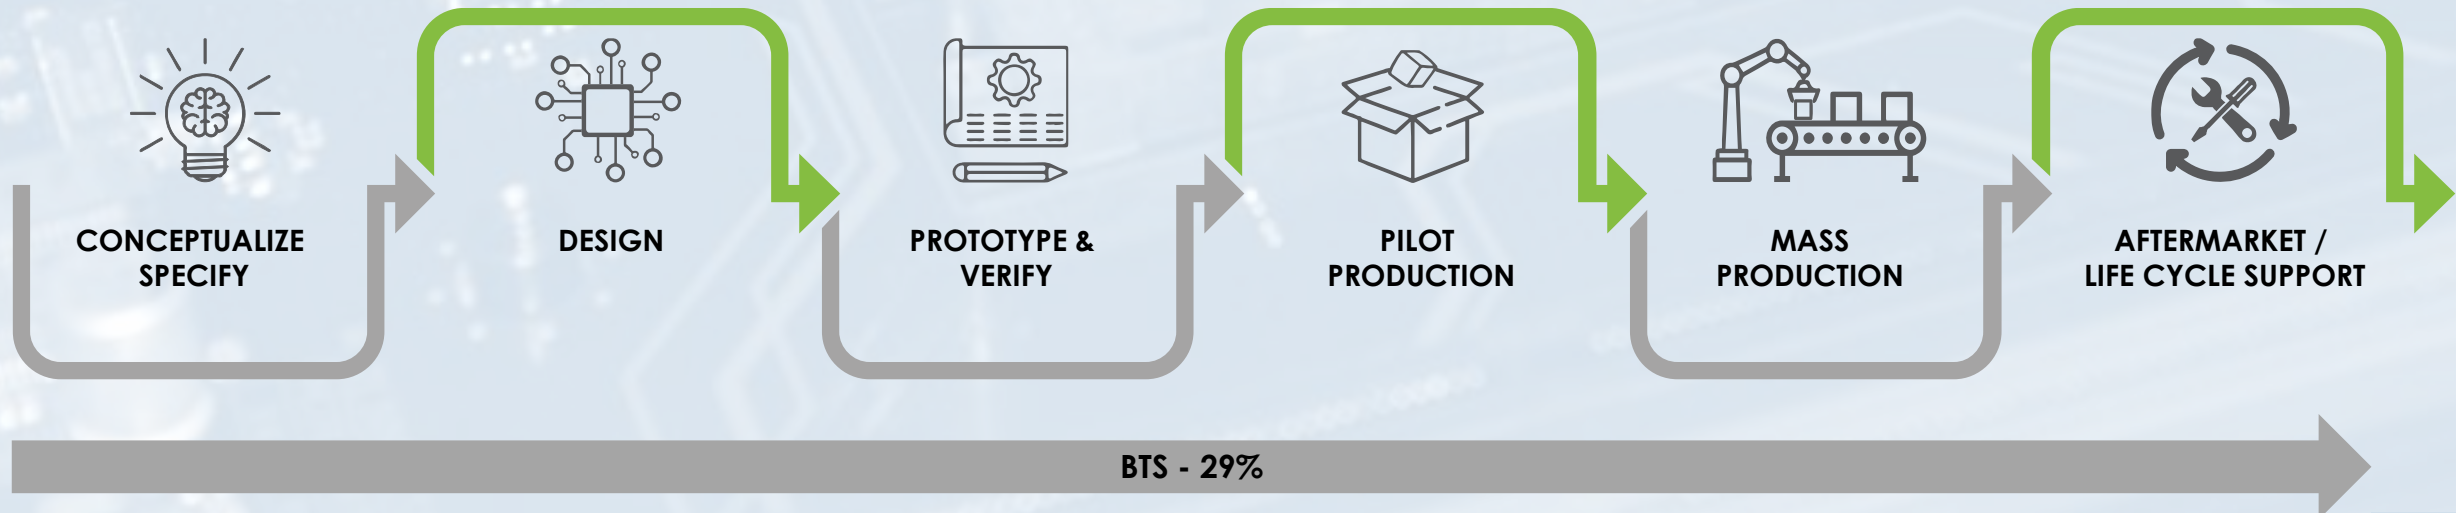 CONCEPTUALIZE
SPECIFY
DESIGN
PROTOTYPE &
VERIFY
PILOT
PRODUCTION
MASS
PRODUCTION
AFTERMARKET /
LIFE CYCLE SUPPORT
BTS - 29%